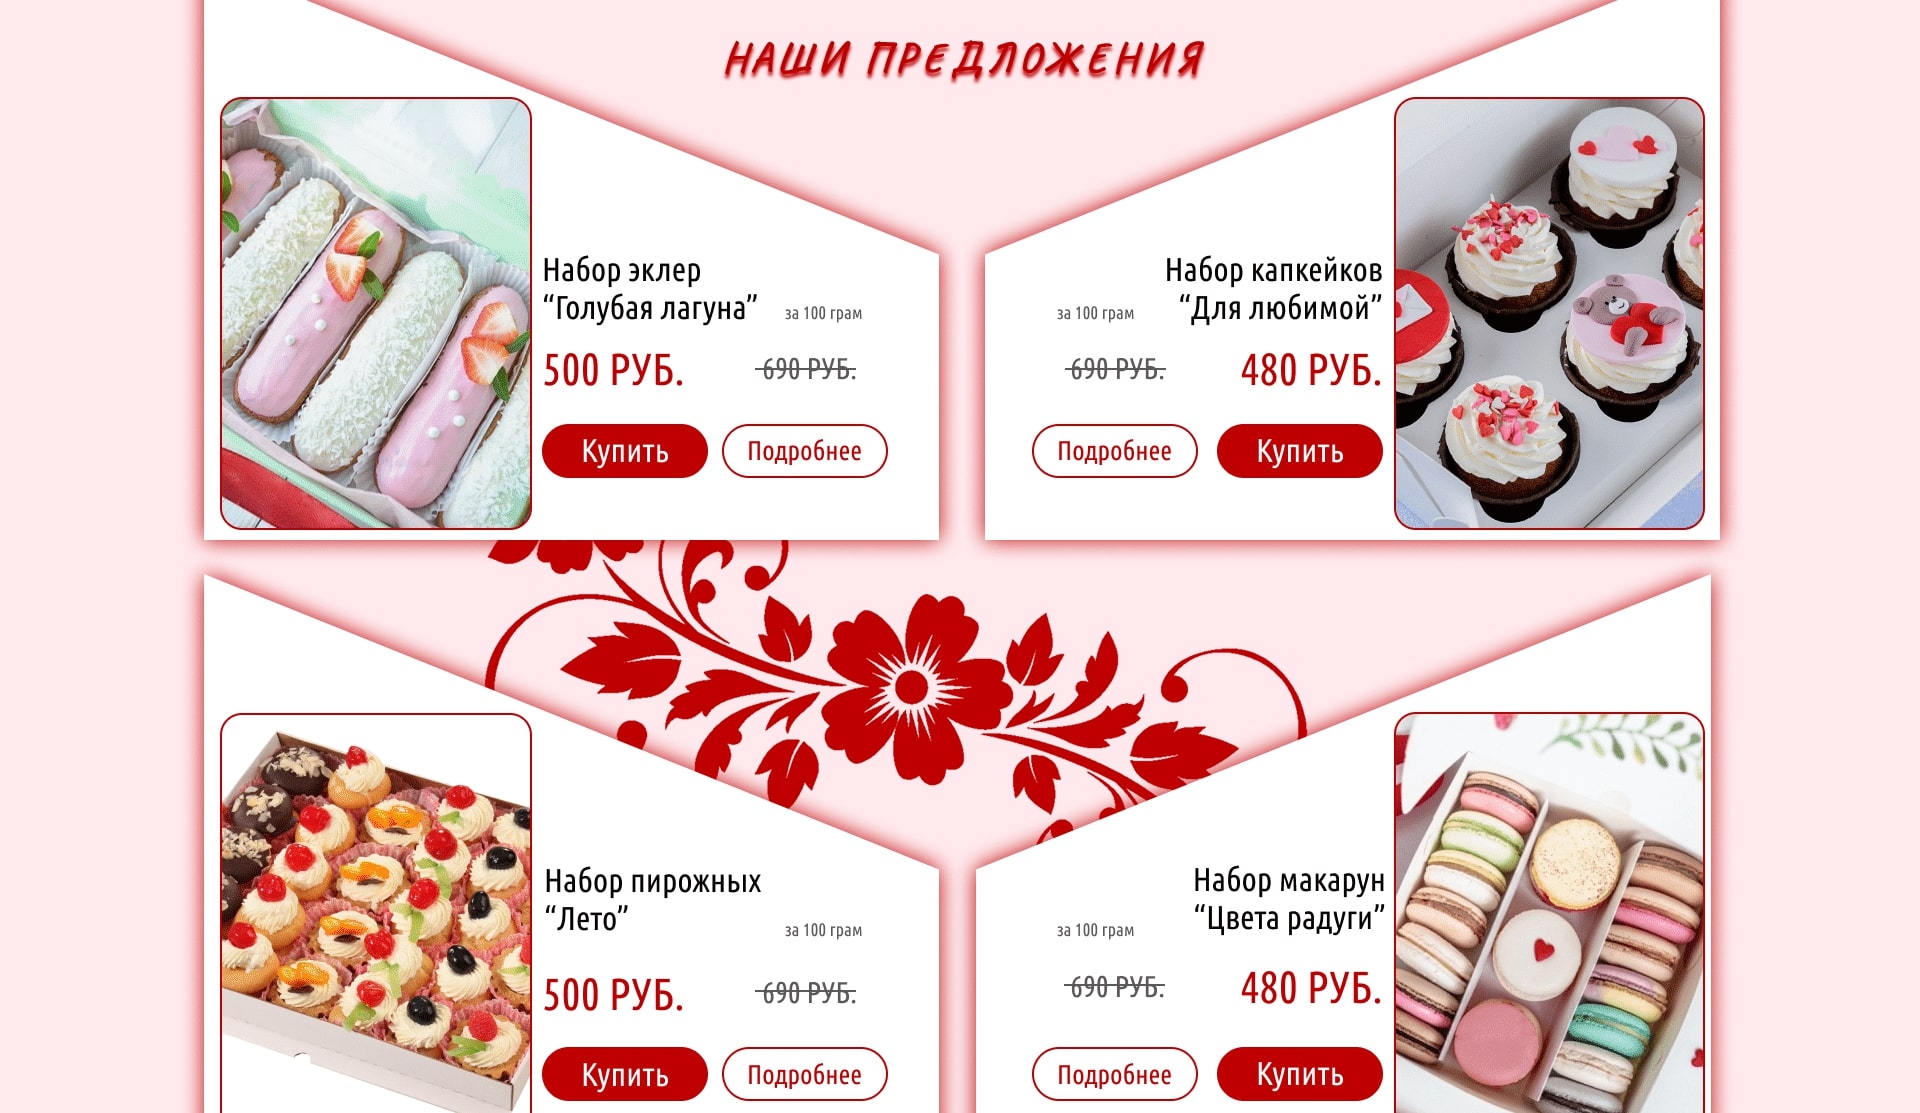 НАШИ ПРЕДЛОЖЕНИЯ
Набор эклер
“Голубая лагуна”
за 100 грам
500 РУБ.
690 РУБ.
Купить
Подробнее
Набор капкейков
“Для любимой”
за 100 грам
690 РУБ.
480 РУБ.
Подробнее
Купить
Набор пирожных
“Лето”
за 100 грам
500 РУБ.
690 РУБ.
Купить
Подробнее
Набор макарун
“Цвета радуги”
за 100 грам
690 РУБ.
480 РУБ.
Подробнее
Купить